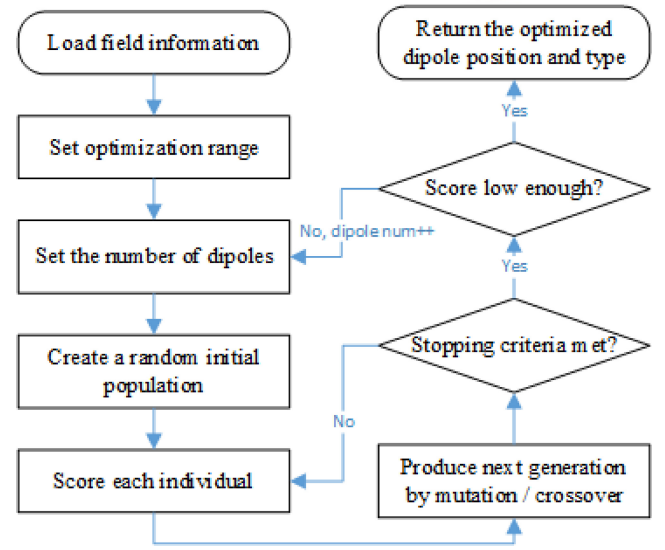 Load field information
Set optimization range
Set the number of dipoles
Create a random initial
population
Score each individual
Return the optimized
dipole position and type
Yes
Score low enough?
No, dipole num++
Yes
Stopping criteria met?
No
Produce next generation
by mutation / crossover